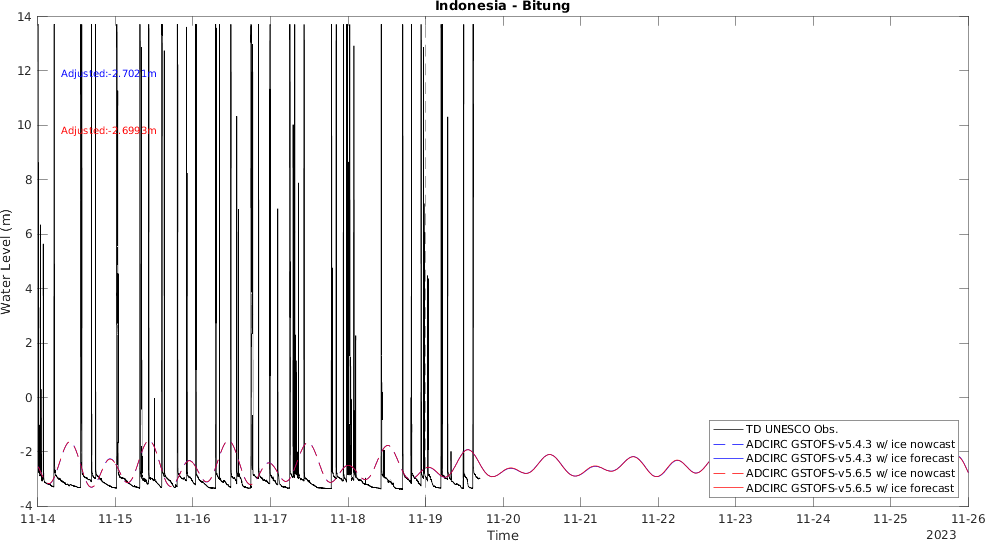 Indonesia - Bitung
14
12
10
8
6
4
2
0
-2
-4
Water Level (m)
Adjusted:-2.7021m
Adjusted:-2.6993m
TD UNESCO Obs.
ADCIRC GSTOFS-v5.4.3 w/ ice nowcast
ADCIRC GSTOFS-v5.4.3 w/ ice forecast
ADCIRC GSTOFS-v5.6.5 w/ ice nowcast
ADCIRC GSTOFS-v5.6.5 w/ ice forecast
11-14 11-15 11-16 11-17 11-18 11-19 11-20 11-21 11-22 11-23 11-24 11-25 11-26
Time
2023